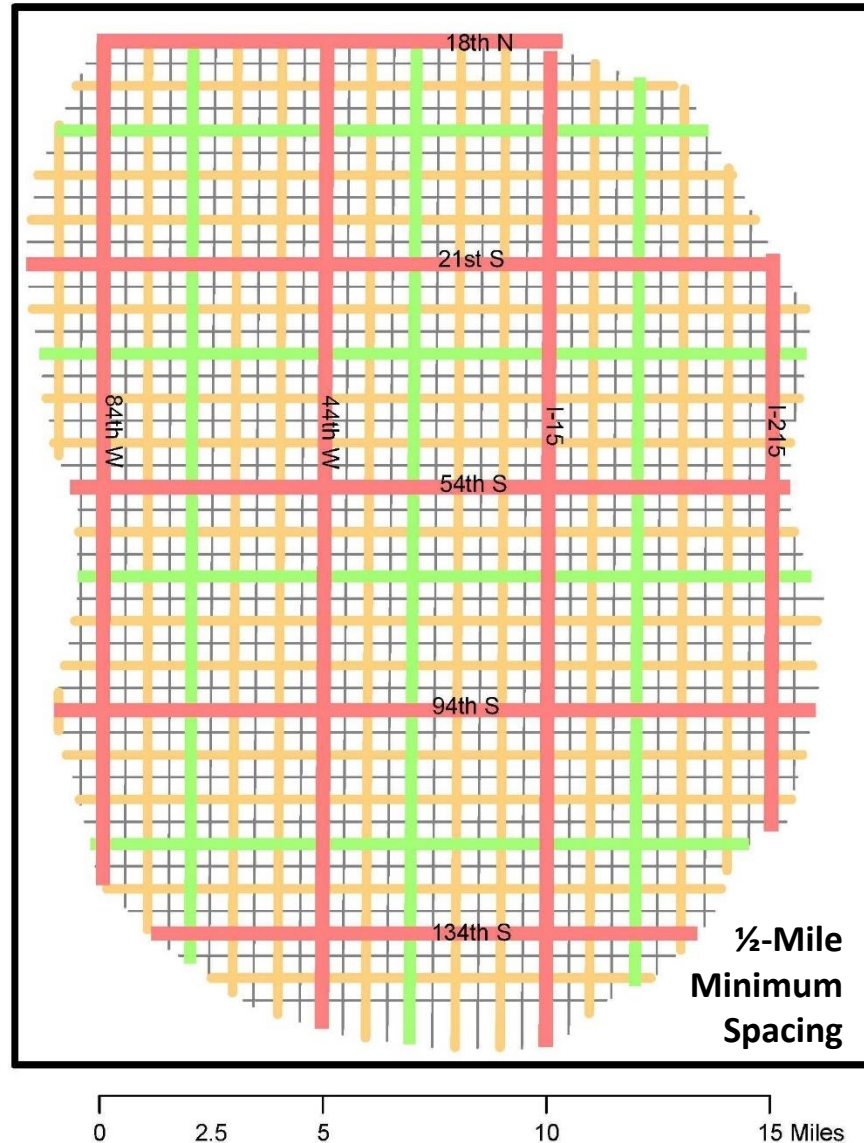 18th N
21st S
84th W
44th W
I-15
I-215
54th S
94th S
134th S
½-Mile
Minimum
Spacing
0 2.5 5 10 15 Miles